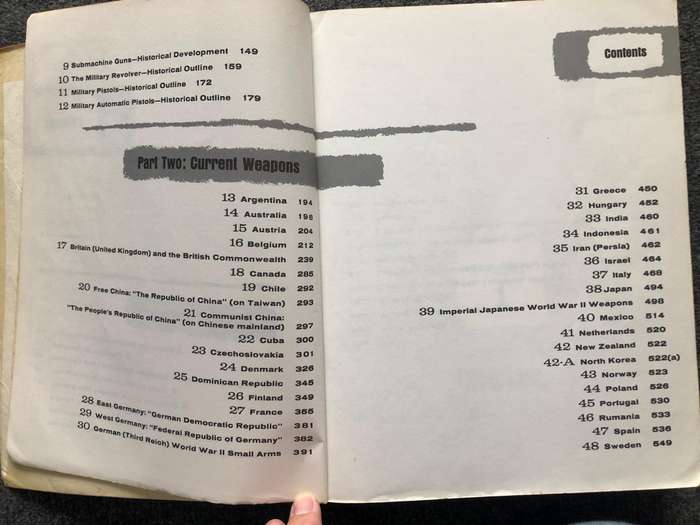 9 Submachine Guns—Historical Development 149
10 The Military Revolver—Historical Outline 159
11 Military Pistols—Historical Outline 172
12 Military Automatic Pistols—Historical Outline 179
Part Two: Current Weapons
13 Argentina 194
14 Australia 198
15 Austria 204
16 Belgium 212
17 Britain (United Kingdom) and the British Commonwealth 239
18 Canada 285
19 Chile 292
20 Free China: "The Republic of China" (on Taiwan) 293
21 Communist China:
"The People's Republic of China" (on Chinese mainland) 297
22 Cuba 300
23 Czechoslovakia 301
24 Denmark 326
25 Dominican Republic 345
26 Finland 349
27 France 355
28 East Germany: "German Democratic Republic" 381
29 West Germany: "Federal Republic of Germany" 382
30 German (Third Reich) World War II Small Arms 391
Contents
31 Greece 450
32 Hungary 452
33 India 460
34 Indonesia 461
35 Iran (Persia) 462
36 Israel 464
37 Italy 468
38 Japan 494
39 Imperial Japanese World War II Weapons 498
40 Mexico 514
41 Netherlands 520
42 New Zealand 522
42-A North Korea 522(a)
43 Norway 523
44 Poland 526
45 Portugal 530
46 Rumania 533
47 Spain 536
48 Sweden 549